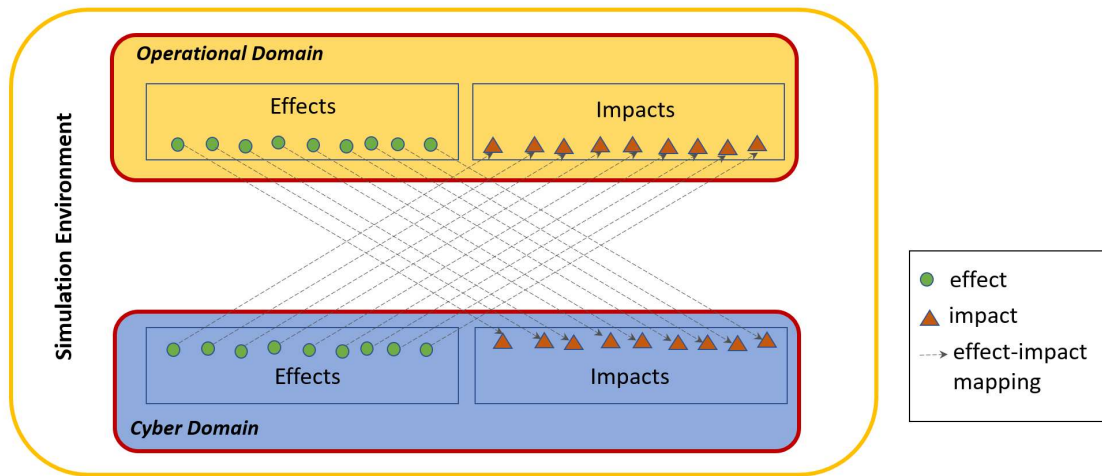 Operational Domain
Effects
Impacts
Simulation Environment
Effects
Impacts
Cyber Domain
effect
impact
effect-impact
mapping